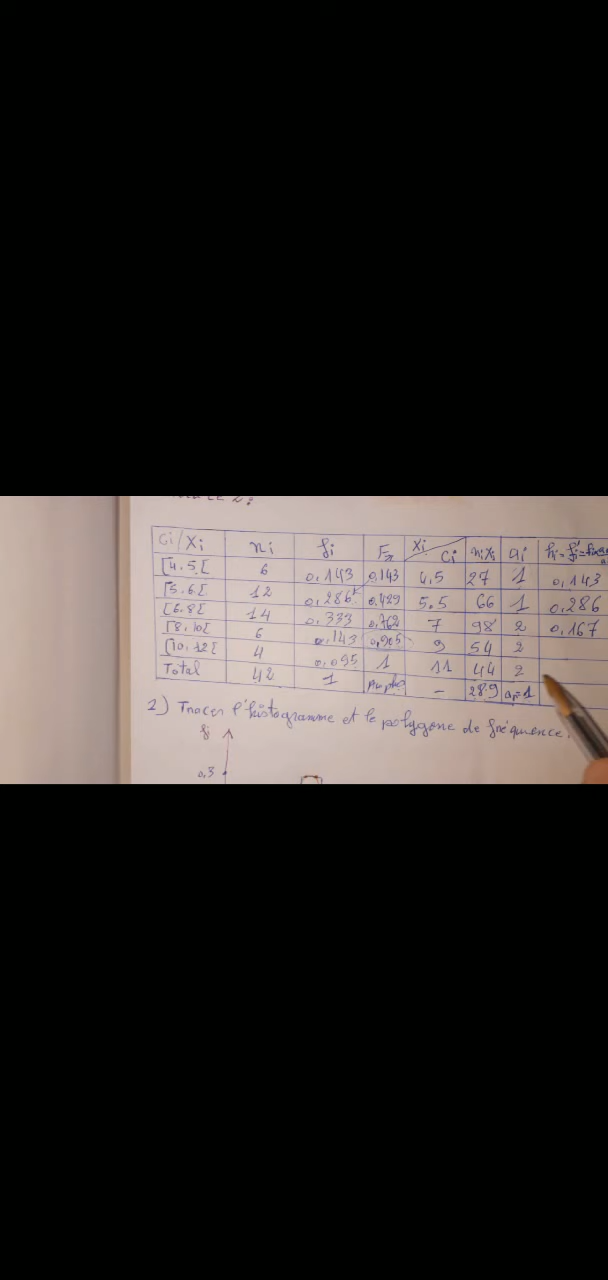 Ci/Xi ni fi F↗ Xi Ci nixi ai hi = fi' =
[4,5[ 6 0,143 0,143 4,5 27 1 0,143
[5,6[ 12 0,286 0,429 5.5 66 1 0,286
[6,8[ 14 0,333 0,762 7 98 2 0,167
[8,10[ 6 0,143 0,905 9 54 2
[10,12[ 4 0,095 1 11 44 2
Total 42 1 – 289 ar=1
2) Tracer l'histogramme et le polygone de fréquence.
fi
0,3